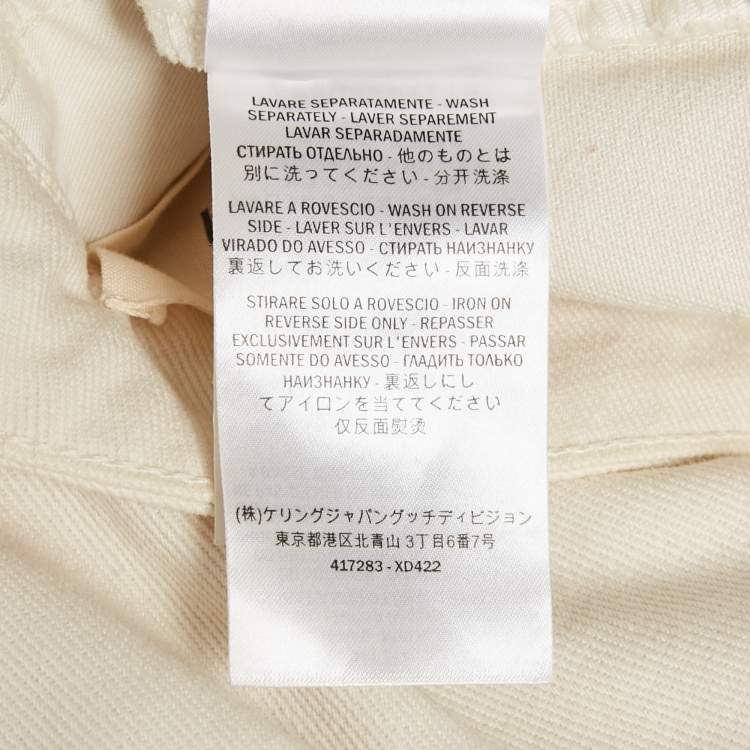 LAVARE SEPARATAMENTE - WASH
SEPARATELY - LAVER SEPAREMENT
LAVAR SEPARADAMENTE
СТИРАТЬ ОТДЕЛЬНО - 他のものとは
別に洗ってください - 分开洗涤
LAVARE A ROVESCIO - WASH ON REVERSE
SIDE - LAVER SUR L'ENVERS - LAVAR
VIRADO DO AVESSO - СТИРАТЬ НАИЗНАНКУ
裏返してお洗いください - 反面洗涤
STIRARE SOLO A ROVESCIO - IRON ON
REVERSE SIDE ONLY - REPASSER
EXCLUSIVEMENT SUR L'ENVERS - PASSAR
SOMENTE DO AVESSO - ГЛАДИТЬ ТОЛЬКО
НАИЗНАНКУ - 裏返しにし
てアイロンを当ててください
仅反面熨烫
(株)ケリングジャパングッチディビジョン
東京都港区北青山 3丁目6番7号
417283 - XD422